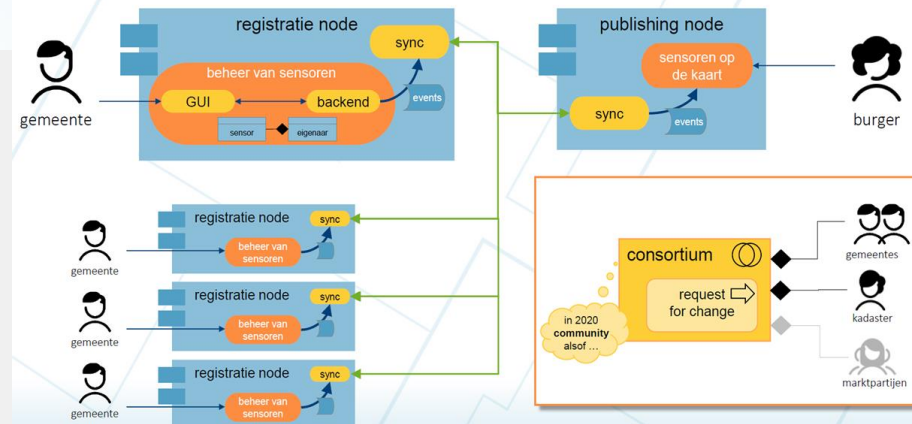 registratie node
sync
beheer van sensoren
GUI
backend
events
sensor
eigenaar
gemeente
publishing node
sensoren op
de kaart
sync
events
burger
registratie node
sync
beheer van
sensoren
gemeente
registratie node
sync
beheer van
sensoren
gemeente
registratie node
sync
beheer van
sensoren
gemeente
consortium
request
for change
in 2020
community
alsof ...
gemeentes
kadaster
marktpartijen